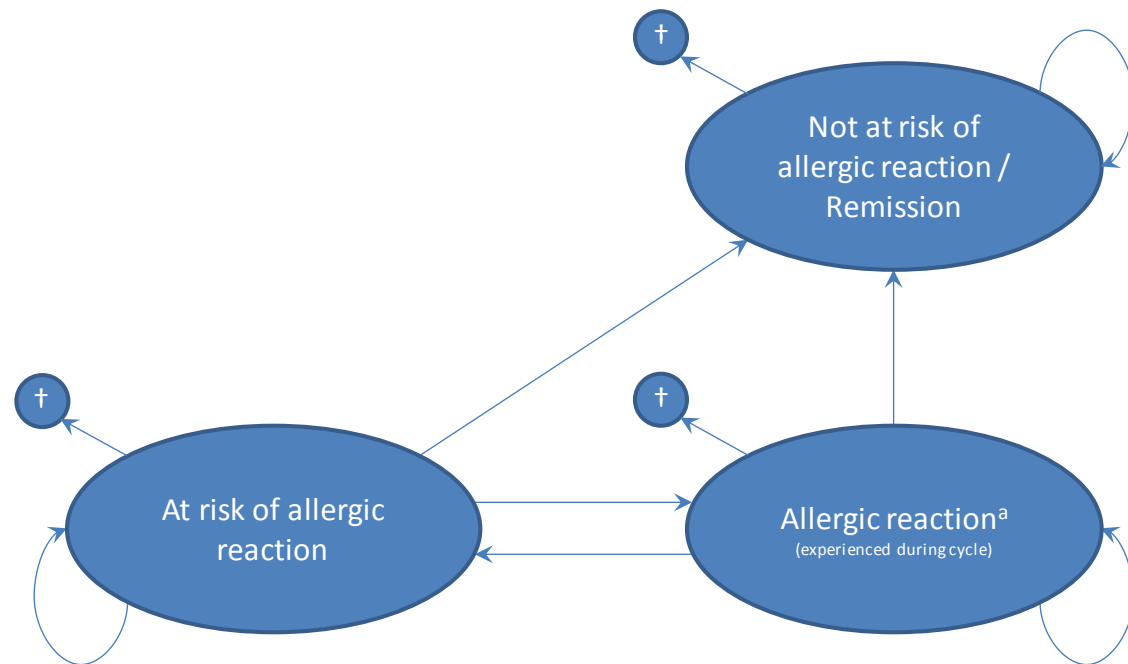 †
Not at risk of
allergic reaction /
Remission
†
At risk of allergic
reaction
†
Allergic reactionᵃ
(experienced during cycle)